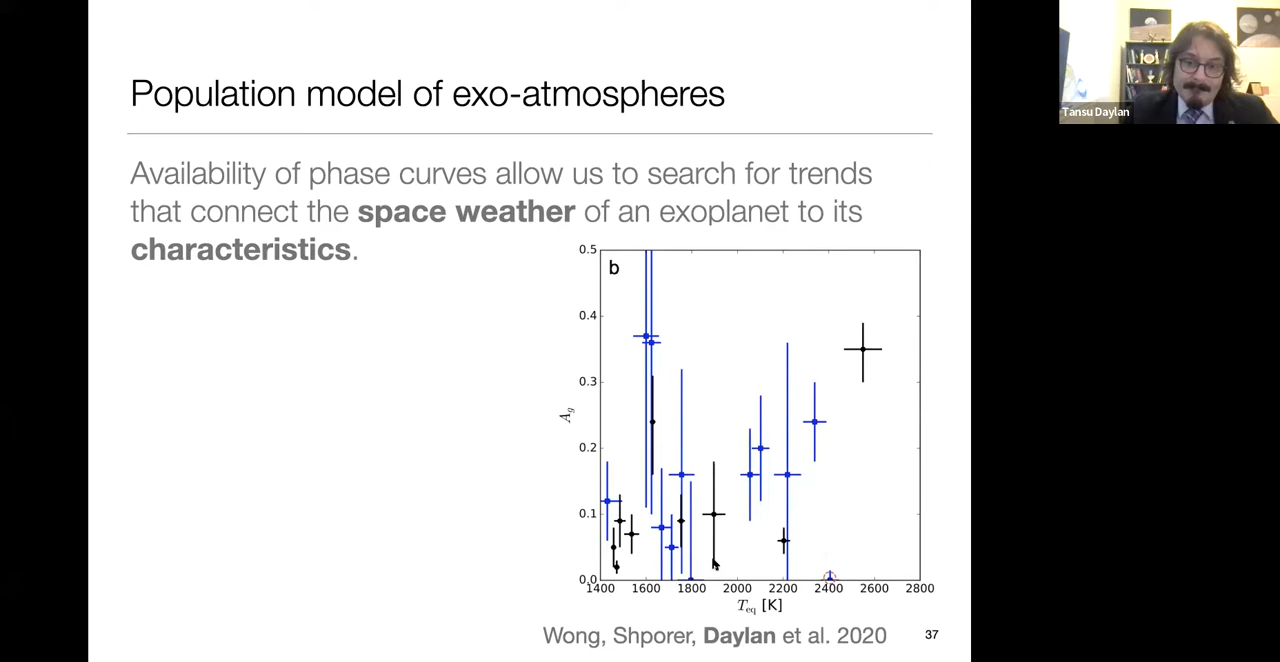 Population model of exo-atmospheres
Availability of phase curves allow us to search for trends
that connect the space weather of an exoplanet to its
characteristics.
b
0.5
0.4
0.3
0.2
0.1
0.0
A_g
1400 1600 1800 2000 2200 2400 2600 2800
T_eq [K]
Wong, Shporer, Daylan et al. 2020
37
Tansu Daylan